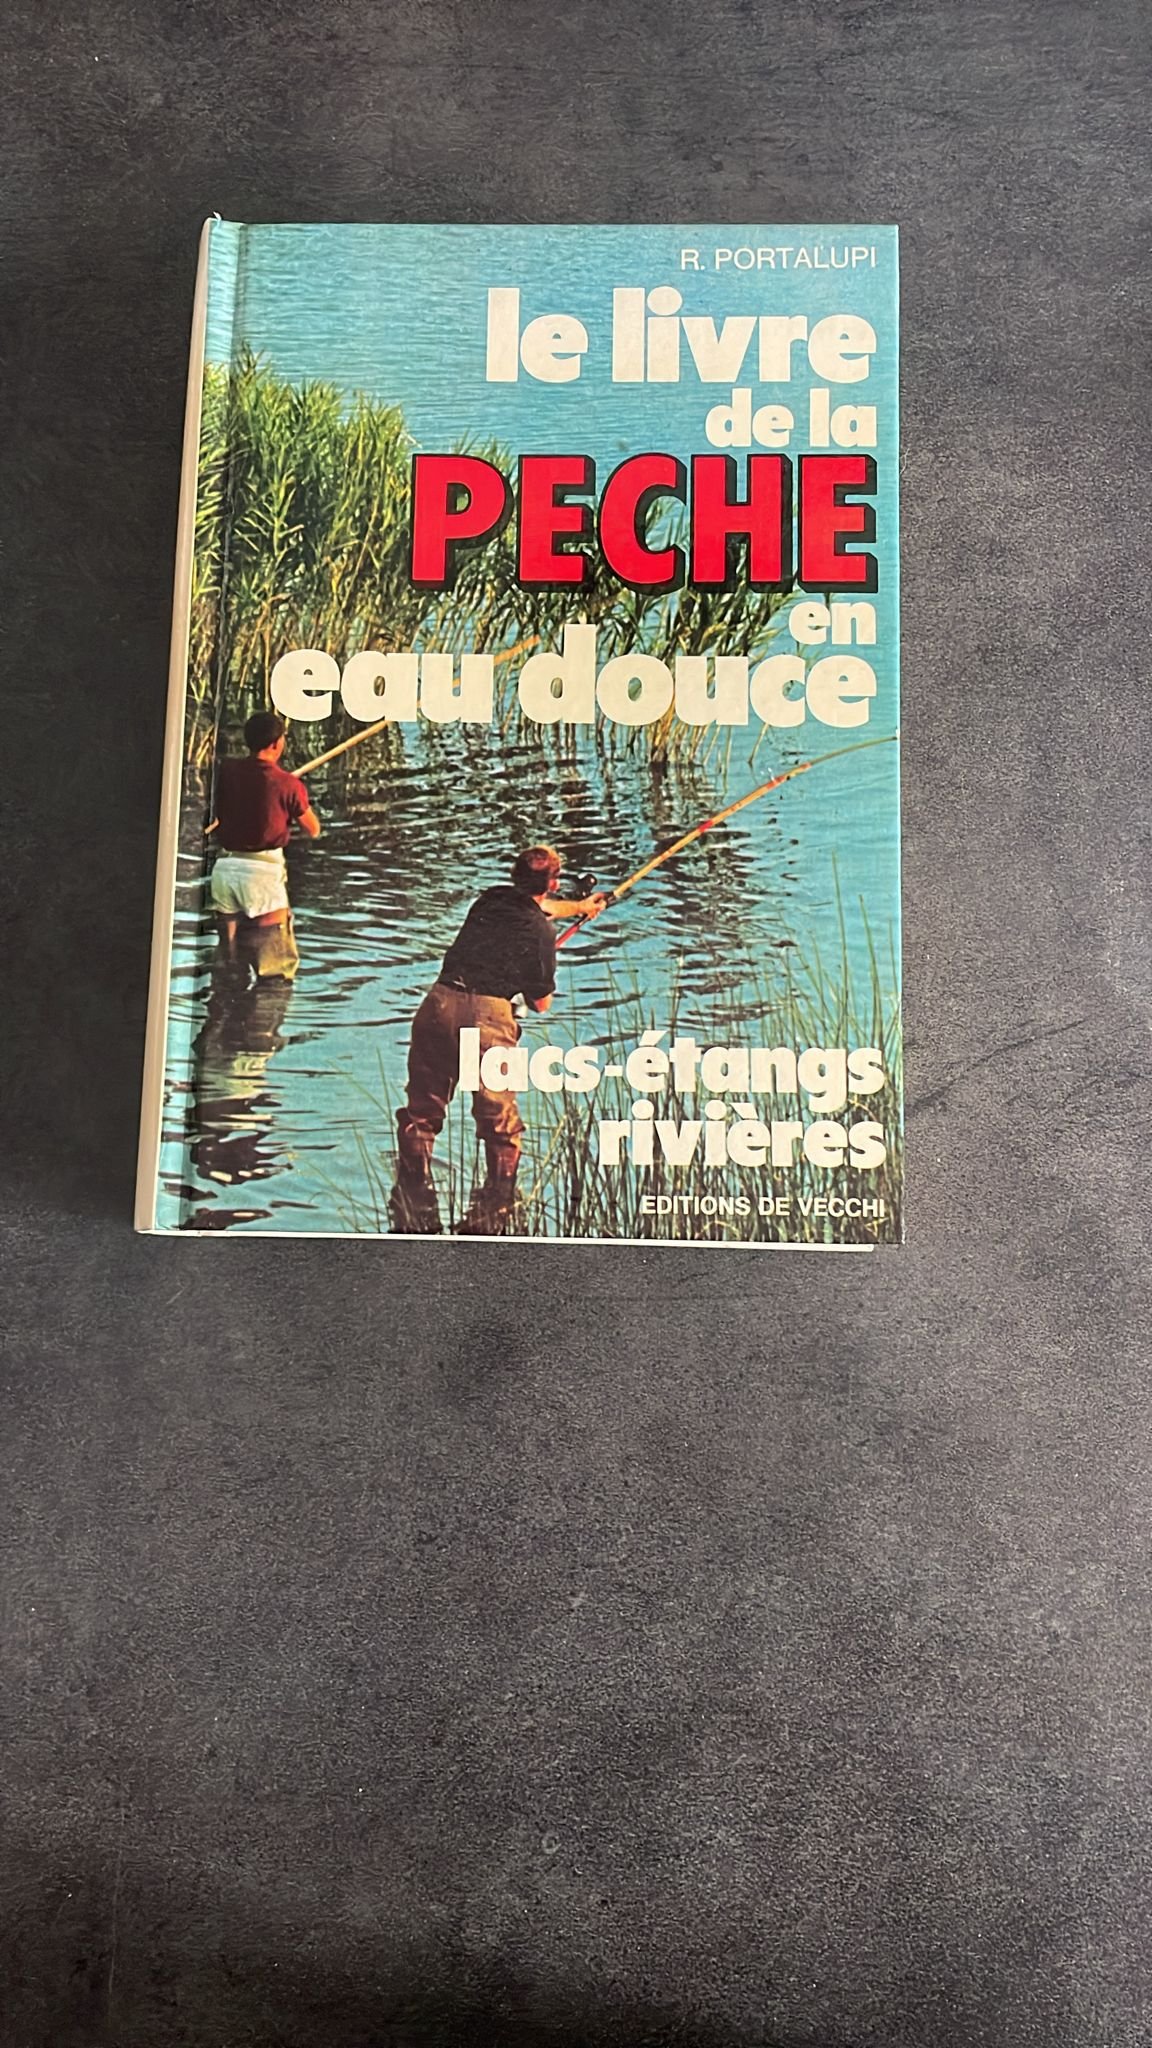 R. PORTALUPI
le livre
de la
PECHE
en
eau douce
lacs-étangs
rivières
EDITIONS DE VECCHI